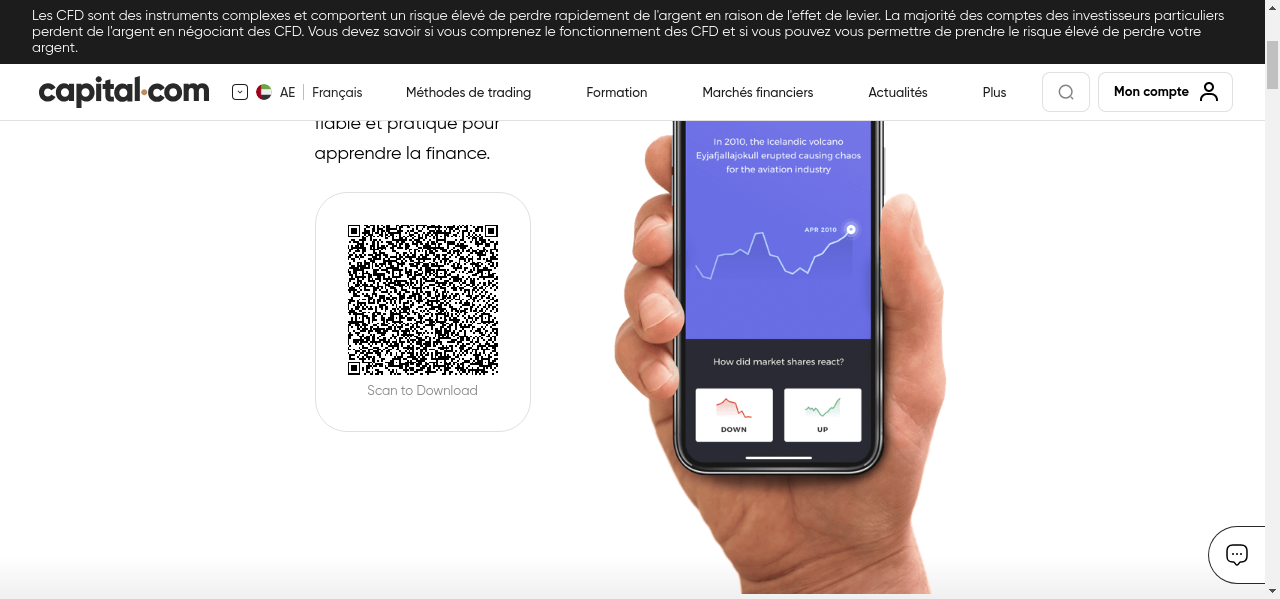 Les CFD sont des instruments complexes et comportent un risque élevé de perdre rapidement de l'argent en raison de l'effet de levier. La majorité des comptes des investisseurs particuliers
perdent de l'argent en négociant des CFD. Vous devez savoir si vous comprenez le fonctionnement des CFD et si vous pouvez vous permettre de prendre le risque élevé de perdre votre
argent.
capital.com AE Français Méthodes de trading Formation Marchés financiers Actualités Plus Mon compte
fiable et pratique pour
apprendre la finance.
Scan to Download
In 2010, the Icelandic volcano
Eyjafjallajokull erupted causing chaos
for the aviation industry
APR 2010
How did market shares react?
DOWN UP